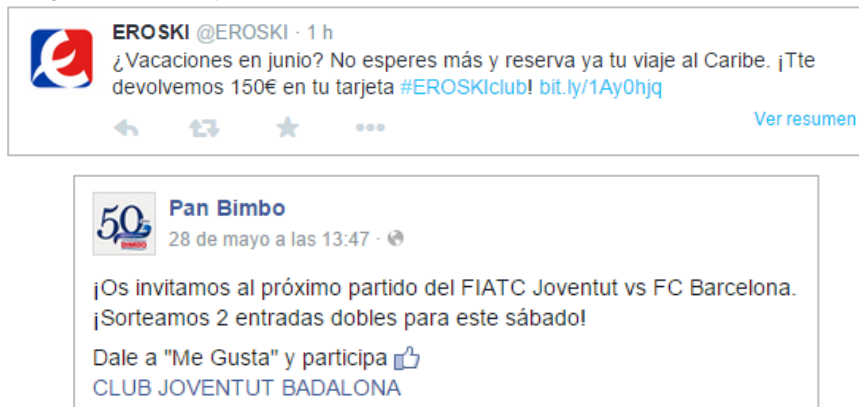 EROSKI @EROSKI · 1 h
¿Vacaciones en junio? No esperes más y reserva ya tu viaje al Caribe. ¡Tte
devolvemos 150€ en tu tarjeta #EROSKIclub! bit.ly/1Ay0hjq
Ver resumen
50
BIMBO
Pan Bimbo
28 de mayo a las 13:47 ·
¡Os invitamos al próximo partido del FIATC Joventut vs FC Barcelona.
¡Sorteamos 2 entradas dobles para este sábado!
Dale a "Me Gusta" y participa
CLUB JOVENTUT BADALONA